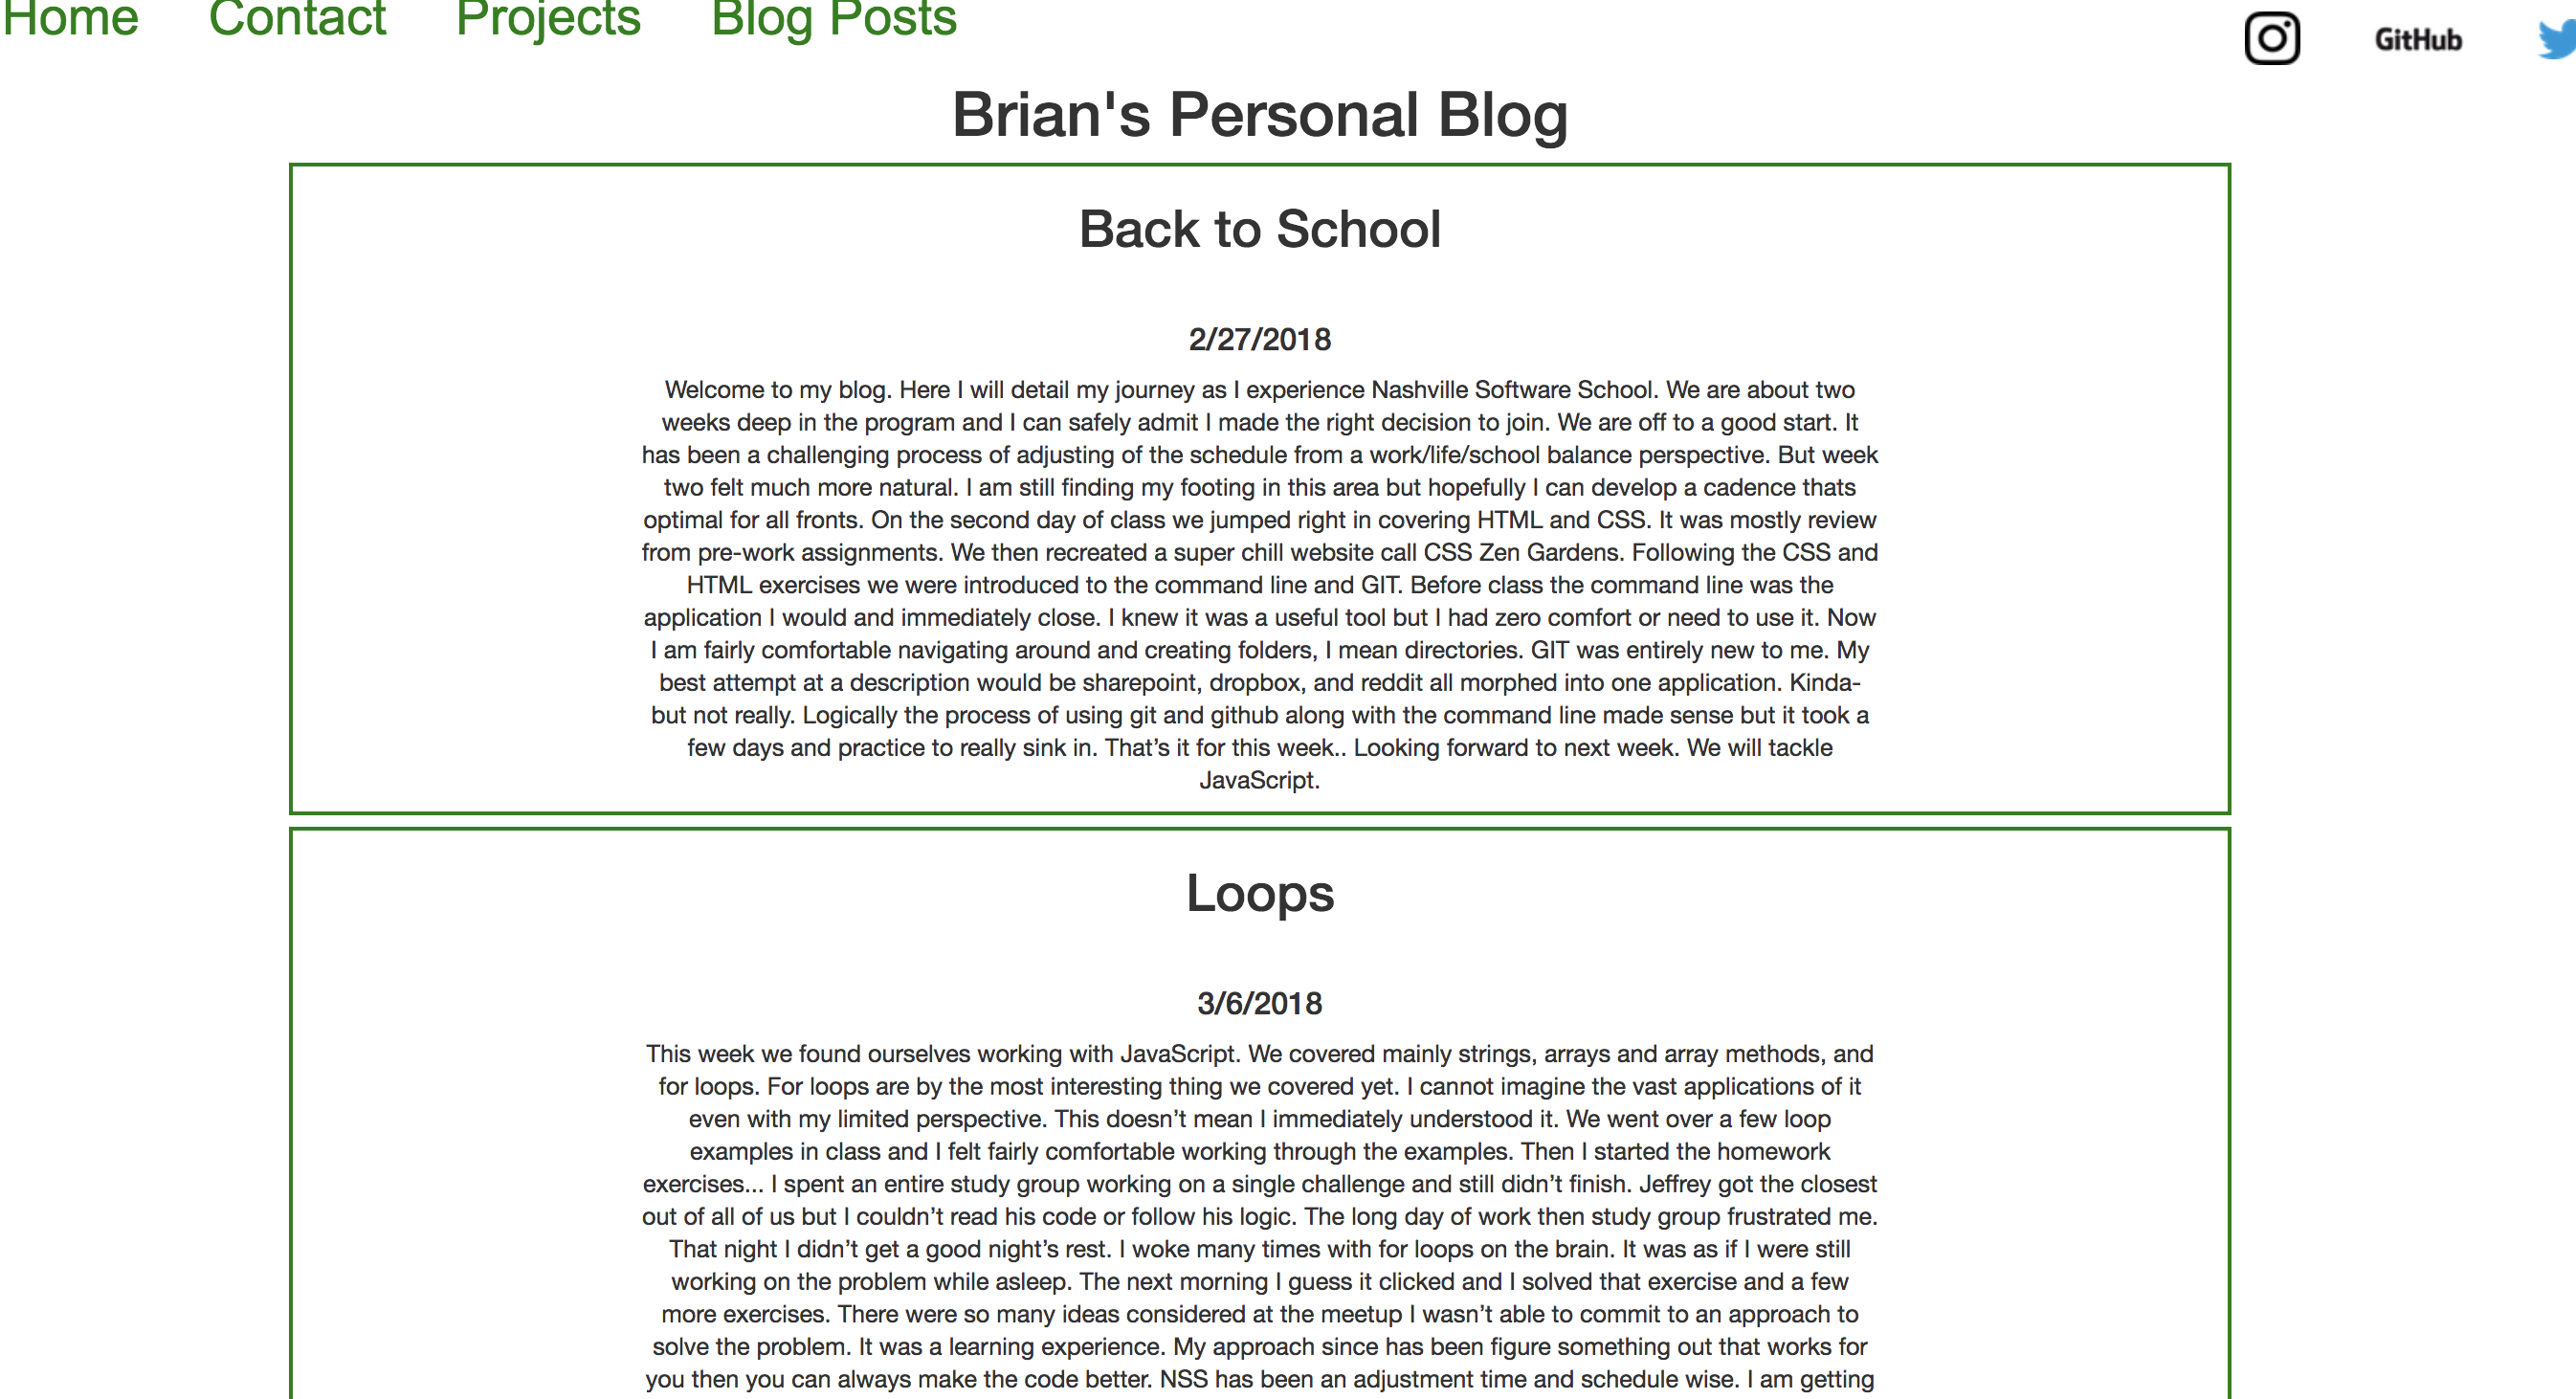 Home Contact Projects Blog Posts GitHub
Brian's Personal Blog
Back to School
2/27/2018
Welcome to my blog. Here I will detail my journey as I experience Nashville Software School. We are about two
weeks deep in the program and I can safely admit I made the right decision to join. We are off to a good start. It
has been a challenging process of adjusting of the schedule from a work/life/school balance perspective. But week
two felt much more natural. I am still finding my footing in this area but hopefully I can develop a cadence thats
optimal for all fronts. On the second day of class we jumped right in covering HTML and CSS. It was mostly review
from pre-work assignments. We then recreated a super chill website call CSS Zen Gardens. Following the CSS and
HTML exercises we were introduced to the command line and GIT. Before class the command line was the
application I would and immediately close. I knew it was a useful tool but I had zero comfort or need to use it. Now
I am fairly comfortable navigating around and creating folders, I mean directories. GIT was entirely new to me. My
best attempt at a description would be sharepoint, dropbox, and reddit all morphed into one application. Kinda-
but not really. Logically the process of using git and github along with the command line made sense but it took a
few days and practice to really sink in. That’s it for this week.. Looking forward to next week. We will tackle
JavaScript.
Loops
3/6/2018
This week we found ourselves working with JavaScript. We covered mainly strings, arrays and array methods, and
for loops. For loops are by the most interesting thing we covered yet. I cannot imagine the vast applications of it
even with my limited perspective. This doesn’t mean I immediately understood it. We went over a few loop
examples in class and I felt fairly comfortable working through the examples. Then I started the homework
exercises... I spent an entire study group working on a single challenge and still didn’t finish. Jeffrey got the closest
out of all of us but I couldn’t read his code or follow his logic. The long day of work then study group frustrated me.
That night I didn’t get a good night’s rest. I woke many times with for loops on the brain. It was as if I were still
working on the problem while asleep. The next morning I guess it clicked and I solved that exercise and a few
more exercises. There were so many ideas considered at the meetup I wasn’t able to commit to an approach to
solve the problem. It was a learning experience. My approach since has been figure something out that works for
you then you can always make the code better. NSS has been an adjustment time and schedule wise. I am getting